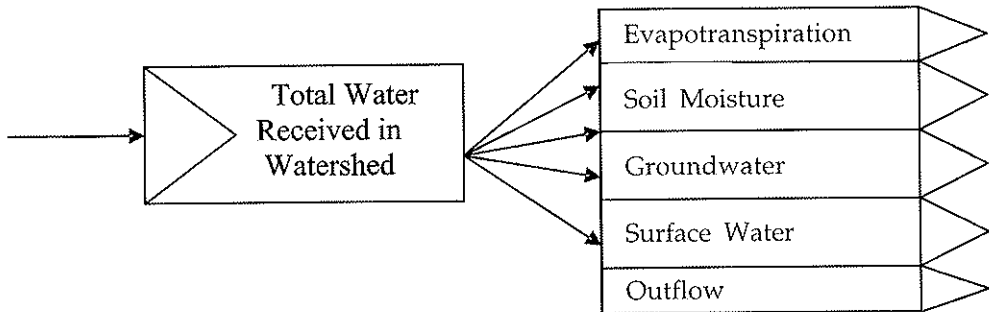 Total Water
Received in
Watershed
Evapotranspiration
Soil Moisture
Groundwater
Surface Water
Outflow